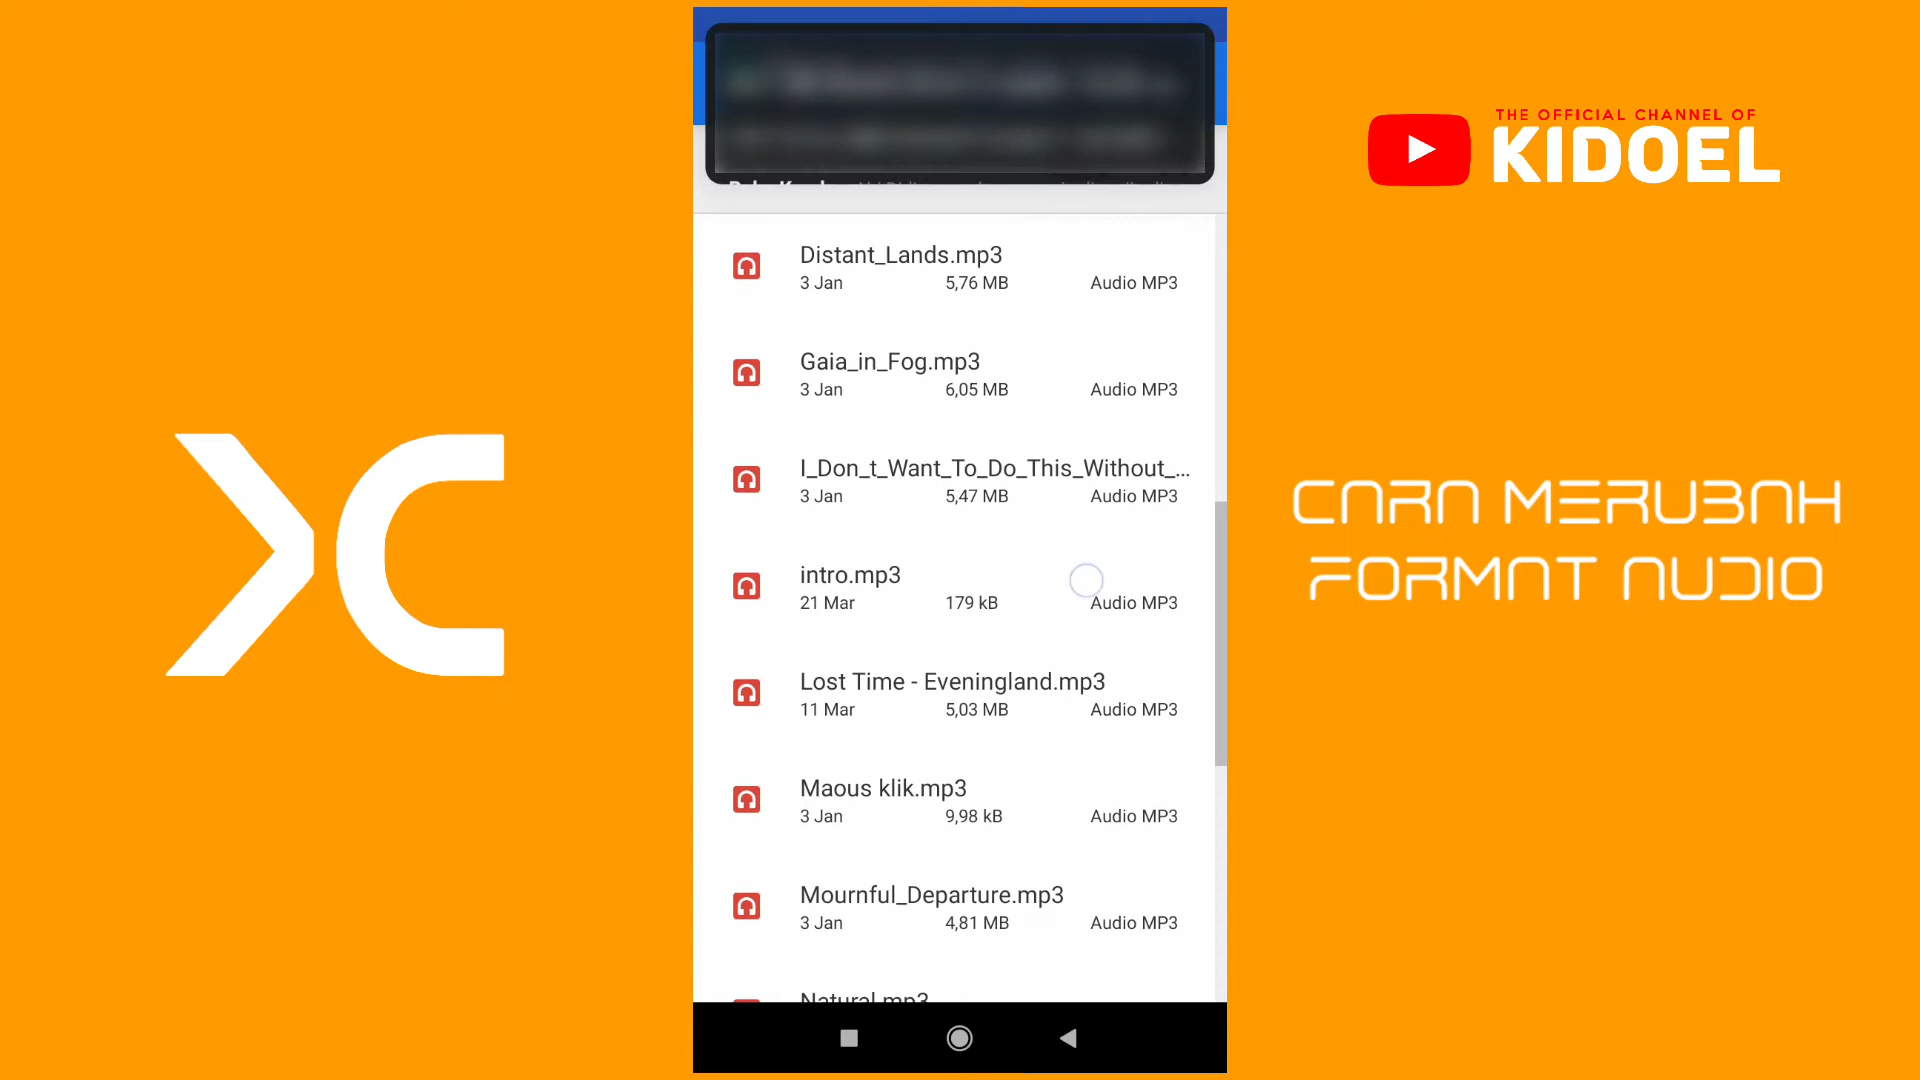 THE OFFICIAL CHANNEL OF
KIDOEL
XC
CARA MERUBAH
FORMAT AUDIO
Distant_Lands.mp3
3 Jan 5,76 MB Audio MP3
Gaia_in_Fog.mp3
3 Jan 6,05 MB Audio MP3
I_Don_t_Want_To_Do_This_Without_...
3 Jan 5,47 MB Audio MP3
intro.mp3
21 Mar 179 kB Audio MP3
Lost Time - Eveningland.mp3
11 Mar 5,03 MB Audio MP3
Maous klik.mp3
3 Jan 9,98 kB Audio MP3
Mournful_Departure.mp3
3 Jan 4,81 MB Audio MP3
Natural.mp3